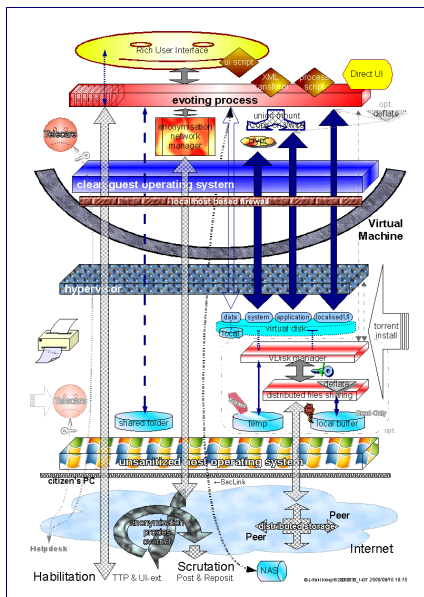 Rich User Interface
ui script
XML
transform
process
script
Direct UI
evoting process
opt.
deflate
union mount
anonymisation
network
manager
Telecare
crypt
clean guest operating system
localhost based firewall
Virtual
Machine
hypervisor
data
system
application
localisedUI
local
virtual disk
torrent
install
VDisk manager
deflate
distributed files sharing
Telecare
Read-Only
shared folder
temp
local buffer
opt.
unsanitized host operating system
citizen's PC
←SecLink
anonymisation
proxies
overnet
Peer
distributed storage
Peer
Peer
Internet
Helpdesk
Scrutation
Habilitation
TTP & UI-ext.
Post & Reposit.
NAS